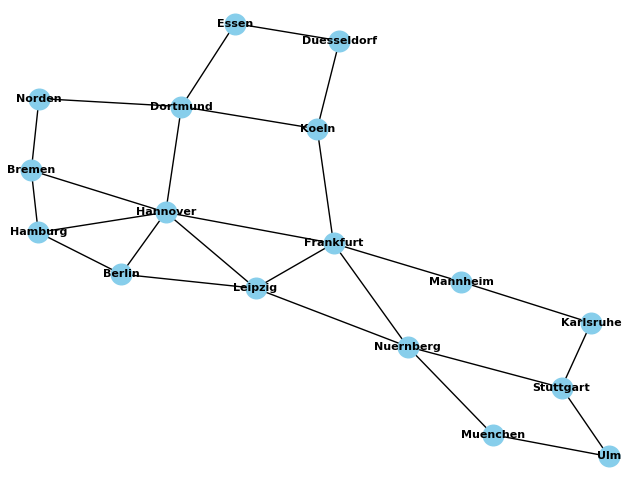 Essen
Duesseldorf
Norden
Dortmund
Koeln
Bremen
Hannover
Hamburg
Frankfurt
Berlin
Leipzig
Mannheim
Karlsruhe
Nuernberg
Stuttgart
Muenchen
Ulm